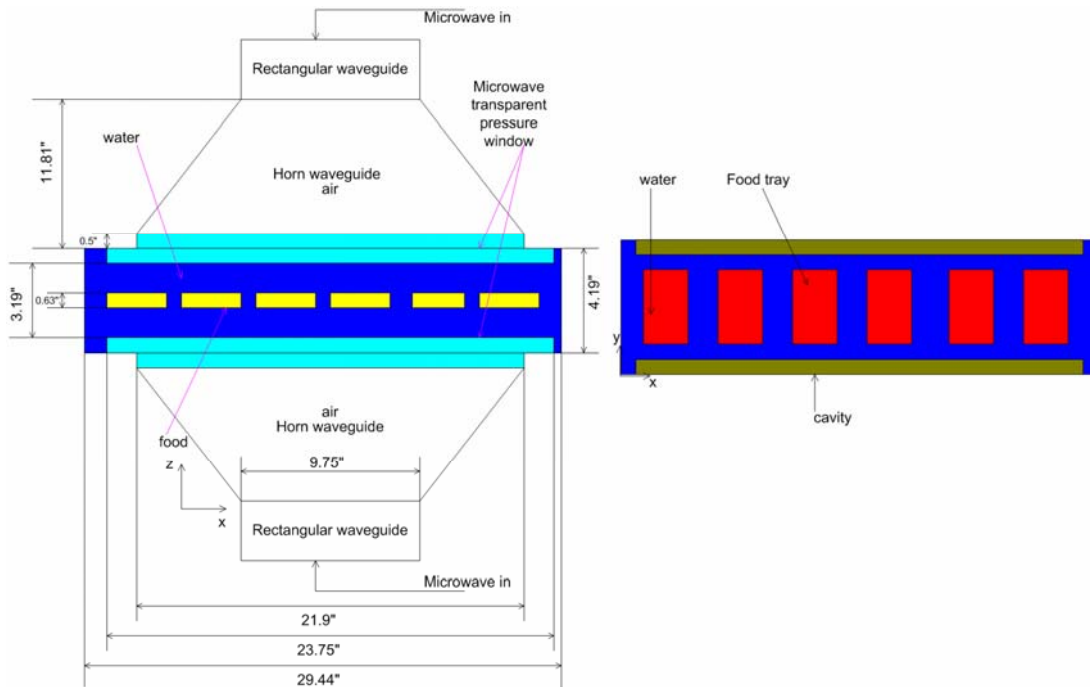 Microwave in
Rectangular waveguide
Microwave
transparent
pressure
window
water
11.81"
Horn waveguide
air
0.5"
3.19"
0.63"
4.19"
air
Horn waveguide
food
z
x
9.75"
Rectangular waveguide
Microwave in
21.9"
23.75"
29.44"
water
Food tray
y
x
cavity